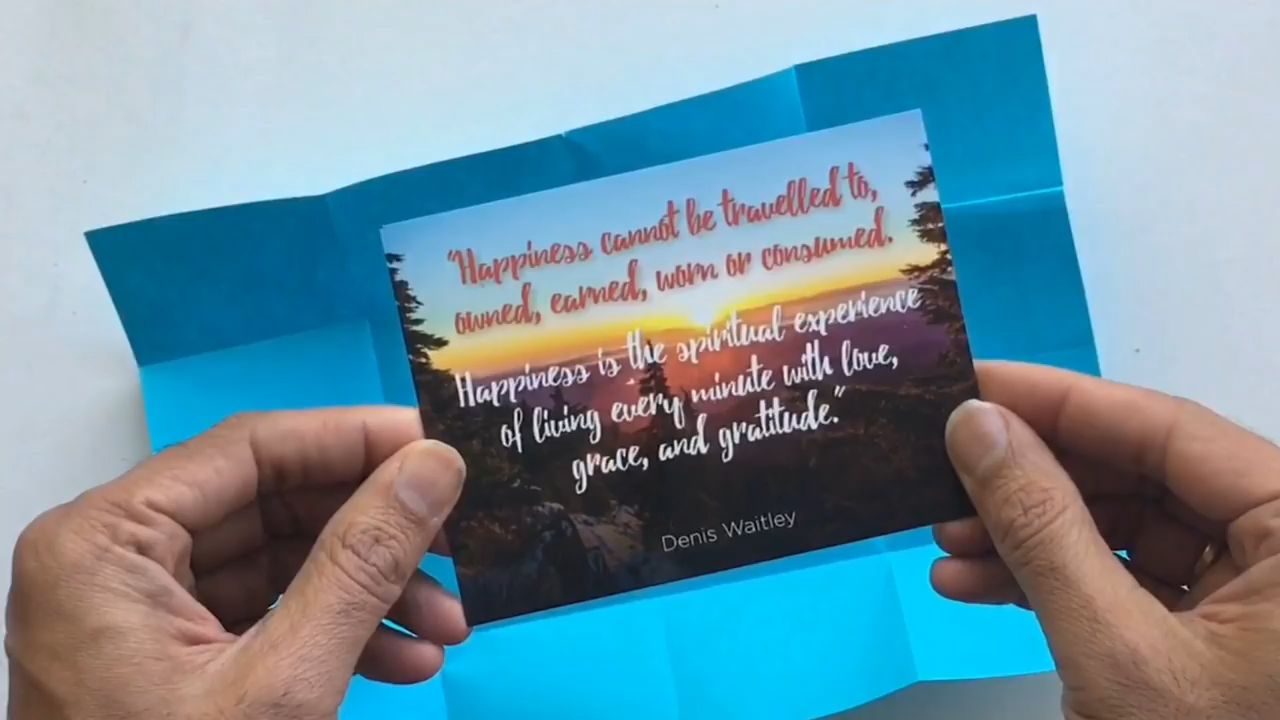 "Happiness cannot be travelled to,
owned, earned, worn or consumed.
Happiness is the spiritual experience
of living every minute with love,
grace, and gratitude."
Denis Waitley